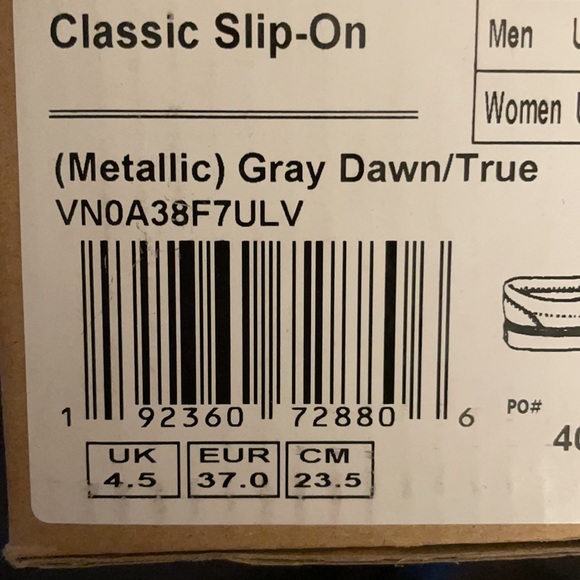 Classic Slip-On
Men
Women
(Metallic) Gray Dawn/True
VN0A38F7ULV
1 92360 72880 6
PO#
UK EUR CM
4.5 37.0 23.5